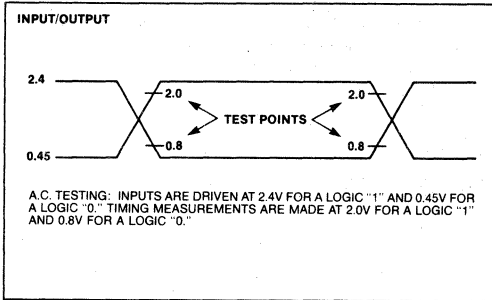 INPUT/OUTPUT
2.4
2.0
2.0
TEST POINTS
0.8
0.8
0.45
A.C. TESTING: INPUTS ARE DRIVEN AT 2.4V FOR A LOGIC "1" AND 0.45V FOR
A LOGIC "0." TIMING MEASUREMENTS ARE MADE AT 2.0V FOR A LOGIC "1"
AND 0.8V FOR A LOGIC "0."